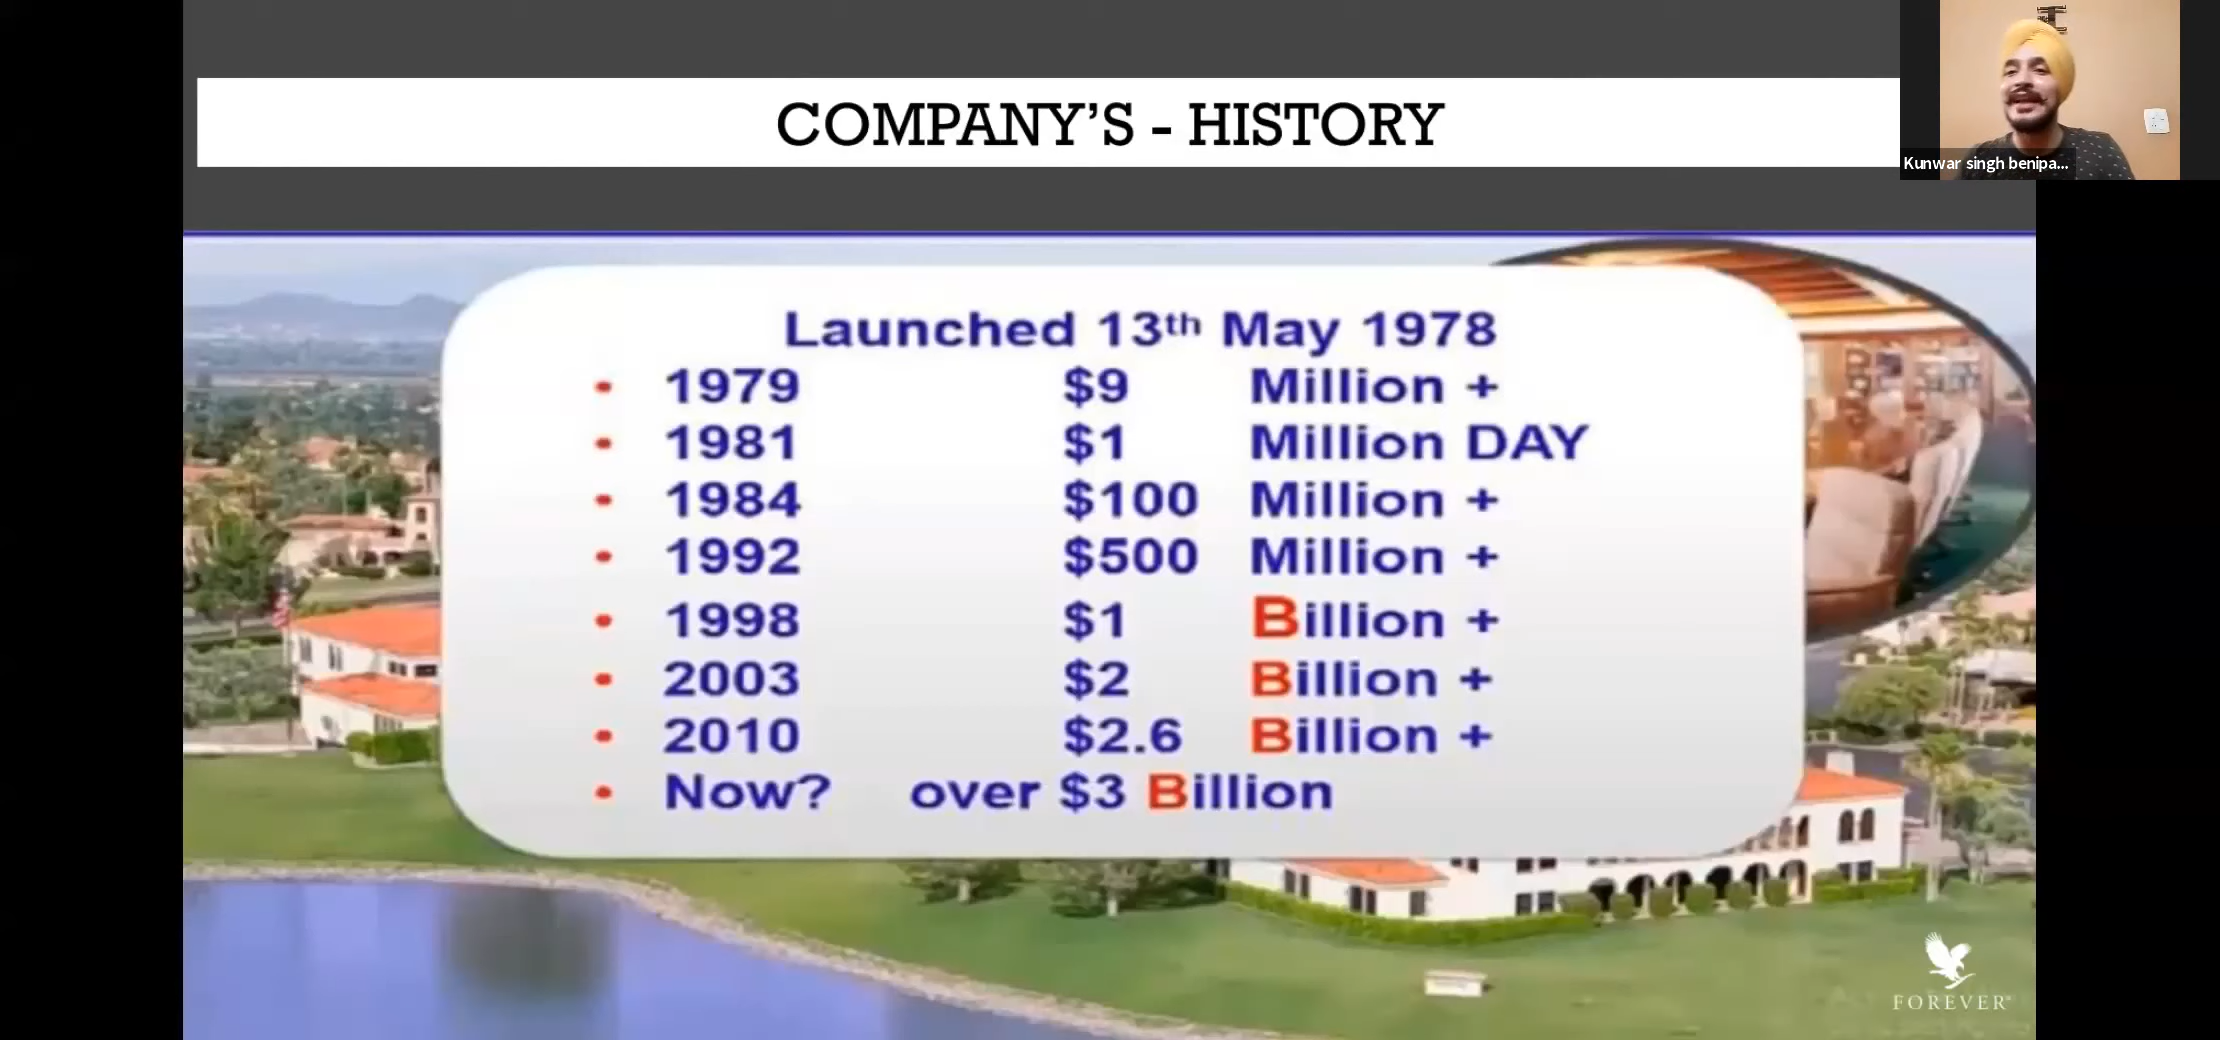 COMPANY'S - HISTORY
Kunwar singh benipa...
Launched 13th May 1978
• 1979 $9 Million +
• 1981 $1 Million DAY
• 1984 $100 Million +
• 1992 $500 Million +
• 1998 $1 Billion +
• 2003 $2 Billion +
• 2010 $2.6 Billion +
• Now? over $3 Billion
FOREVER